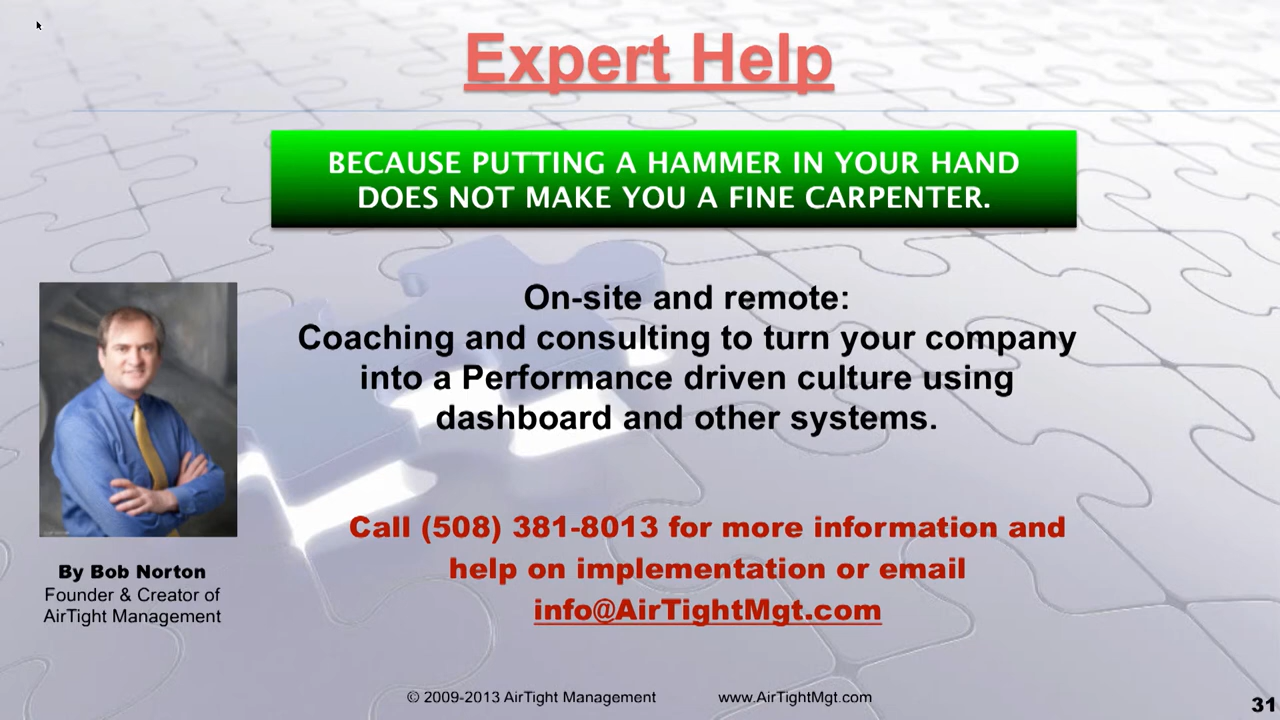 Expert Help
BECAUSE PUTTING A HAMMER IN YOUR HAND
DOES NOT MAKE YOU A FINE CARPENTER.
On-site and remote:
Coaching and consulting to turn your company
into a Performance driven culture using
dashboard and other systems.
Call (508) 381-8013 for more information and
help on implementation or email
info@AirTightMgt.com
By Bob Norton
Founder & Creator of
AirTight Management
© 2009-2013 AirTight Management www.AirTightMgt.com
31